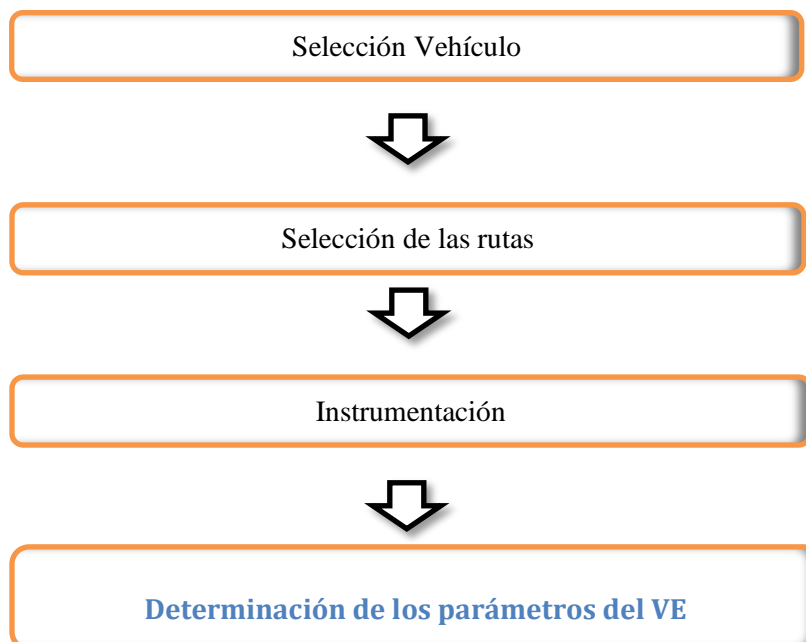 Selección Vehículo
Selección de las rutas
Instrumentación
Determinación de los parámetros del VE